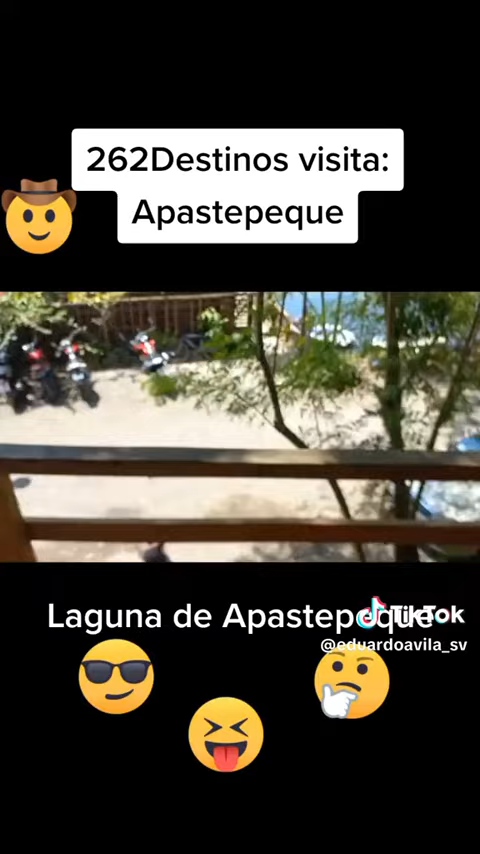 262Destinos visita:
Apastepeque
Laguna de Apastepeque
TikTok
@eduardoavila_sv